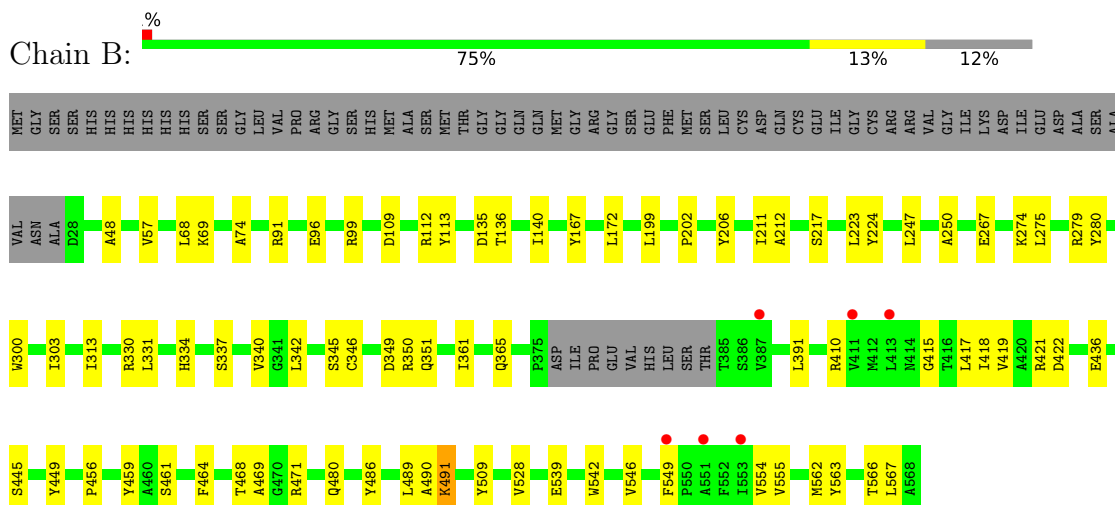 .%
Chain B:
75% 13% 12%
MET GLY SER SER HIS HIS HIS HIS HIS HIS SER SER GLY LEU VAL PRO ARG GLY SER HIS MET ALA SER MET THR GLY GLY GLN GLN MET GLY ARG GLY SER GLU PHE MET SER LEU CYS ASP GLN CYS GLU ILE GLY CYS ARG ARG VAL GLY ILE LYS ASP ILE GLU ASP ALA SER ALA
VAL ASN ALA D28 A48 V57 L68 K69 A74 R91 E96 R99 D109 R112 Y113 D135 T136 I140 Y167 L172 L199 P202 Y206 I211 A212 S217 L223 Y224 L247 A250 E267 K274 L275 R279 Y280
W300 I303 I313 R330 L331 H334 S337 V340 G341 L342 S345 C346 D349 R350 Q351 I361 Q365 P375 ASP ILE PRO GLU VAL HIS LEU SER THR T385 S386 V387 L391 R410 V411 M412 L413 N414 G415 T416 L417 I418 V419 A420 R421 D422 E436
S445 Y449 P456 Y459 A460 S461 F464 T468 A469 G470 R471 Q480 Y486 L489 A490 K491 Y509 V528 E539 W542 V546 F549 P550 A551 F552 I553 V554 V555 M562 Y563 T566 L567 A568